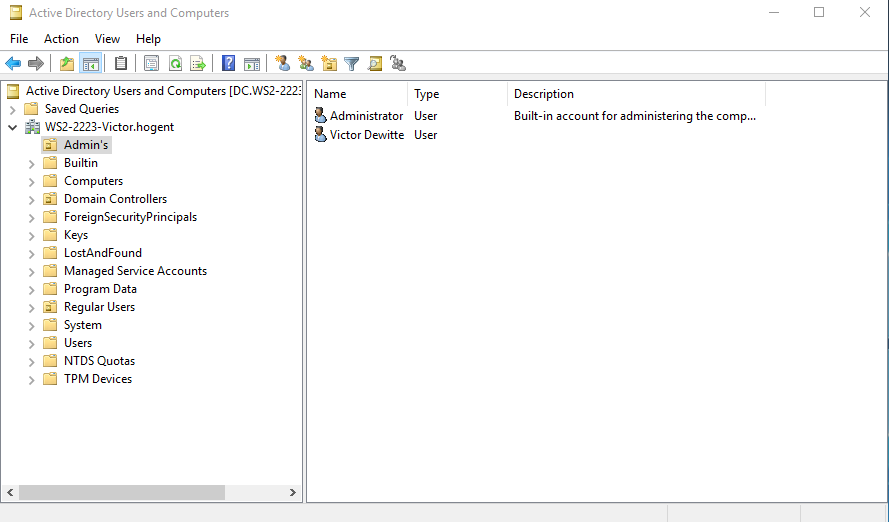 Active Directory Users and Computers
File Action View Help
Active Directory Users and Computers [DC.WS2-2223
Saved Queries
WS2-2223-Victor.hogent
Admin's
Builtin
Computers
Domain Controllers
ForeignSecurityPrincipals
Keys
LostAndFound
Managed Service Accounts
Program Data
Regular Users
System
Users
NTDS Quotas
TPM Devices
Name Type Description
Administrator User Built-in account for administering the comp...
Victor Dewitte User